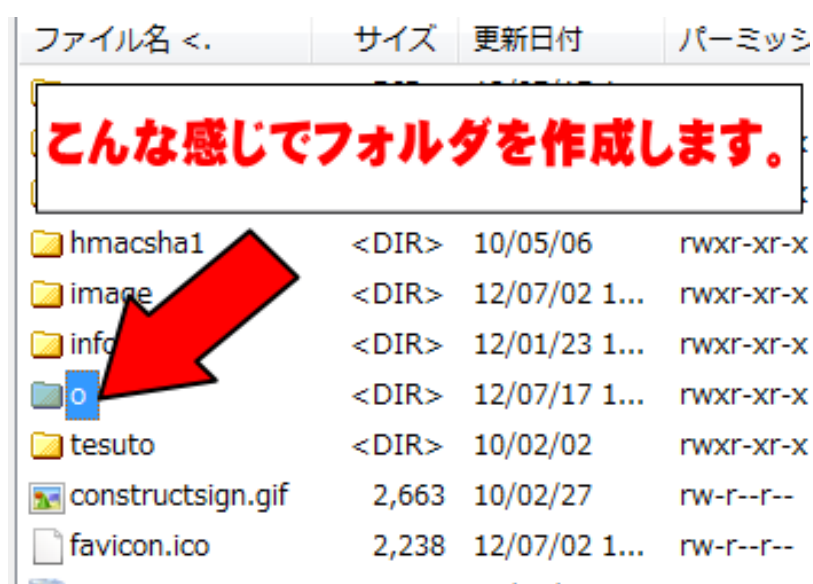 ファイル名 <. サイズ 更新日付 パーミッシ
こんな感じでフォルダを作成します。
hmacsha1 <DIR> 10/05/06 rwxr-xr-x
image <DIR> 12/07/02 1... rwxr-xr-x
info <DIR> 12/01/23 1... rwxr-xr-x
o <DIR> 12/07/17 1... rwxr-xr-x
tesuto <DIR> 10/02/02 rwxr-xr-x
constructsign.gif 2,663 10/02/27 rw-r--r--
favicon.ico 2,238 12/07/02 1... rw-r--r--